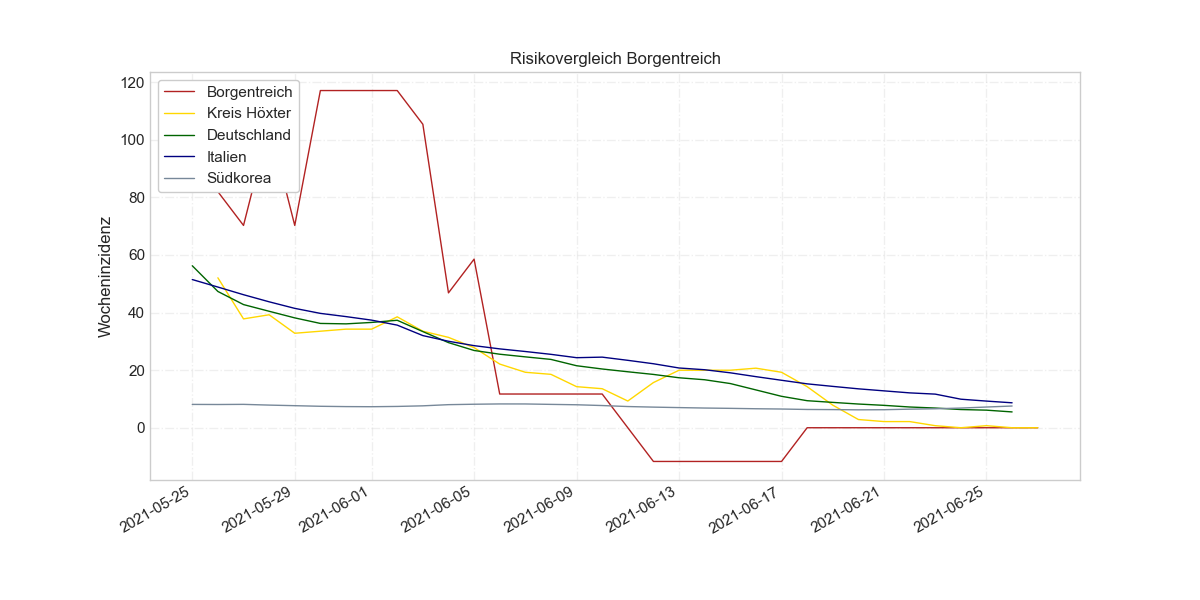 Risikovergleich Borgentreich
Wocheninzidenz
120
100
80
60
40
20
0
Borgentreich
Kreis Höxter
Deutschland
Italien
Südkorea
2021-05-25
2021-05-29
2021-06-01
2021-06-05
2021-06-09
2021-06-13
2021-06-17
2021-06-21
2021-06-25